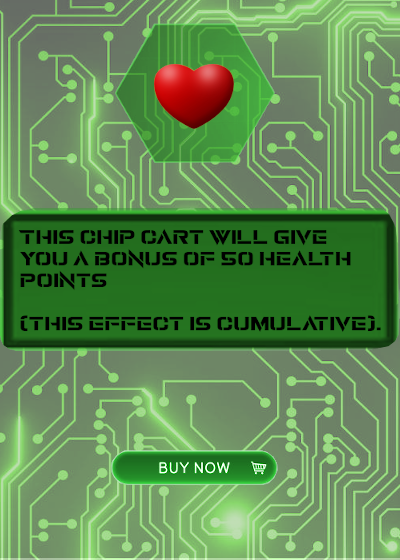 THIS CHIP CART WILL GIVE
YOU A BONUS OF 50 HEALTH
POINTS
(THIS EFFECT IS CUMULATIVE).
BUY NOW